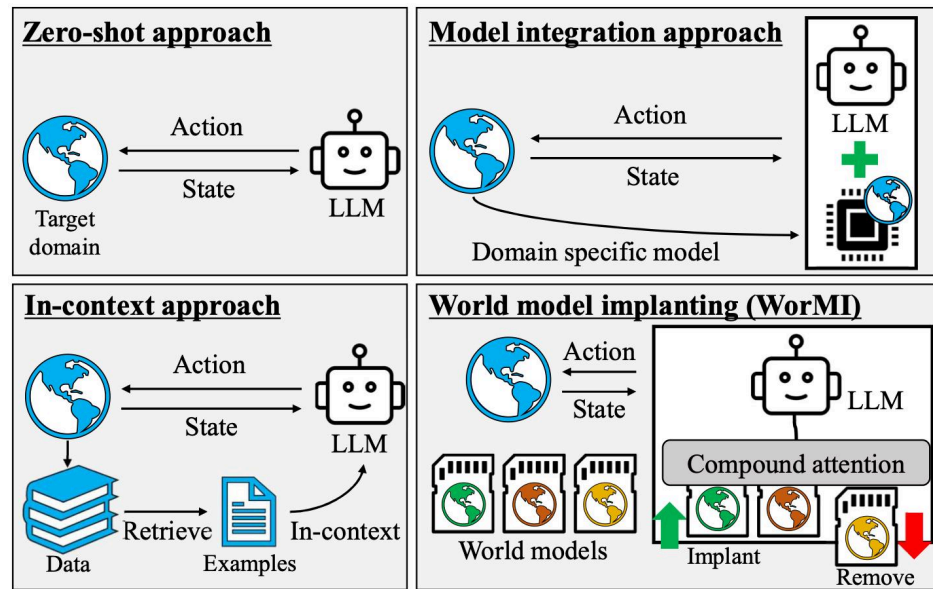 Zero-shot approach
Action
State
Target
domain
LLM
Model integration approach
Action
State
LLM
Domain specific model
In-context approach
Action
State
LLM
Retrieve
In-context
Data
Examples
World model implanting (WorMI)
Action
State
LLM
Compound attention
World models
Implant
Remove